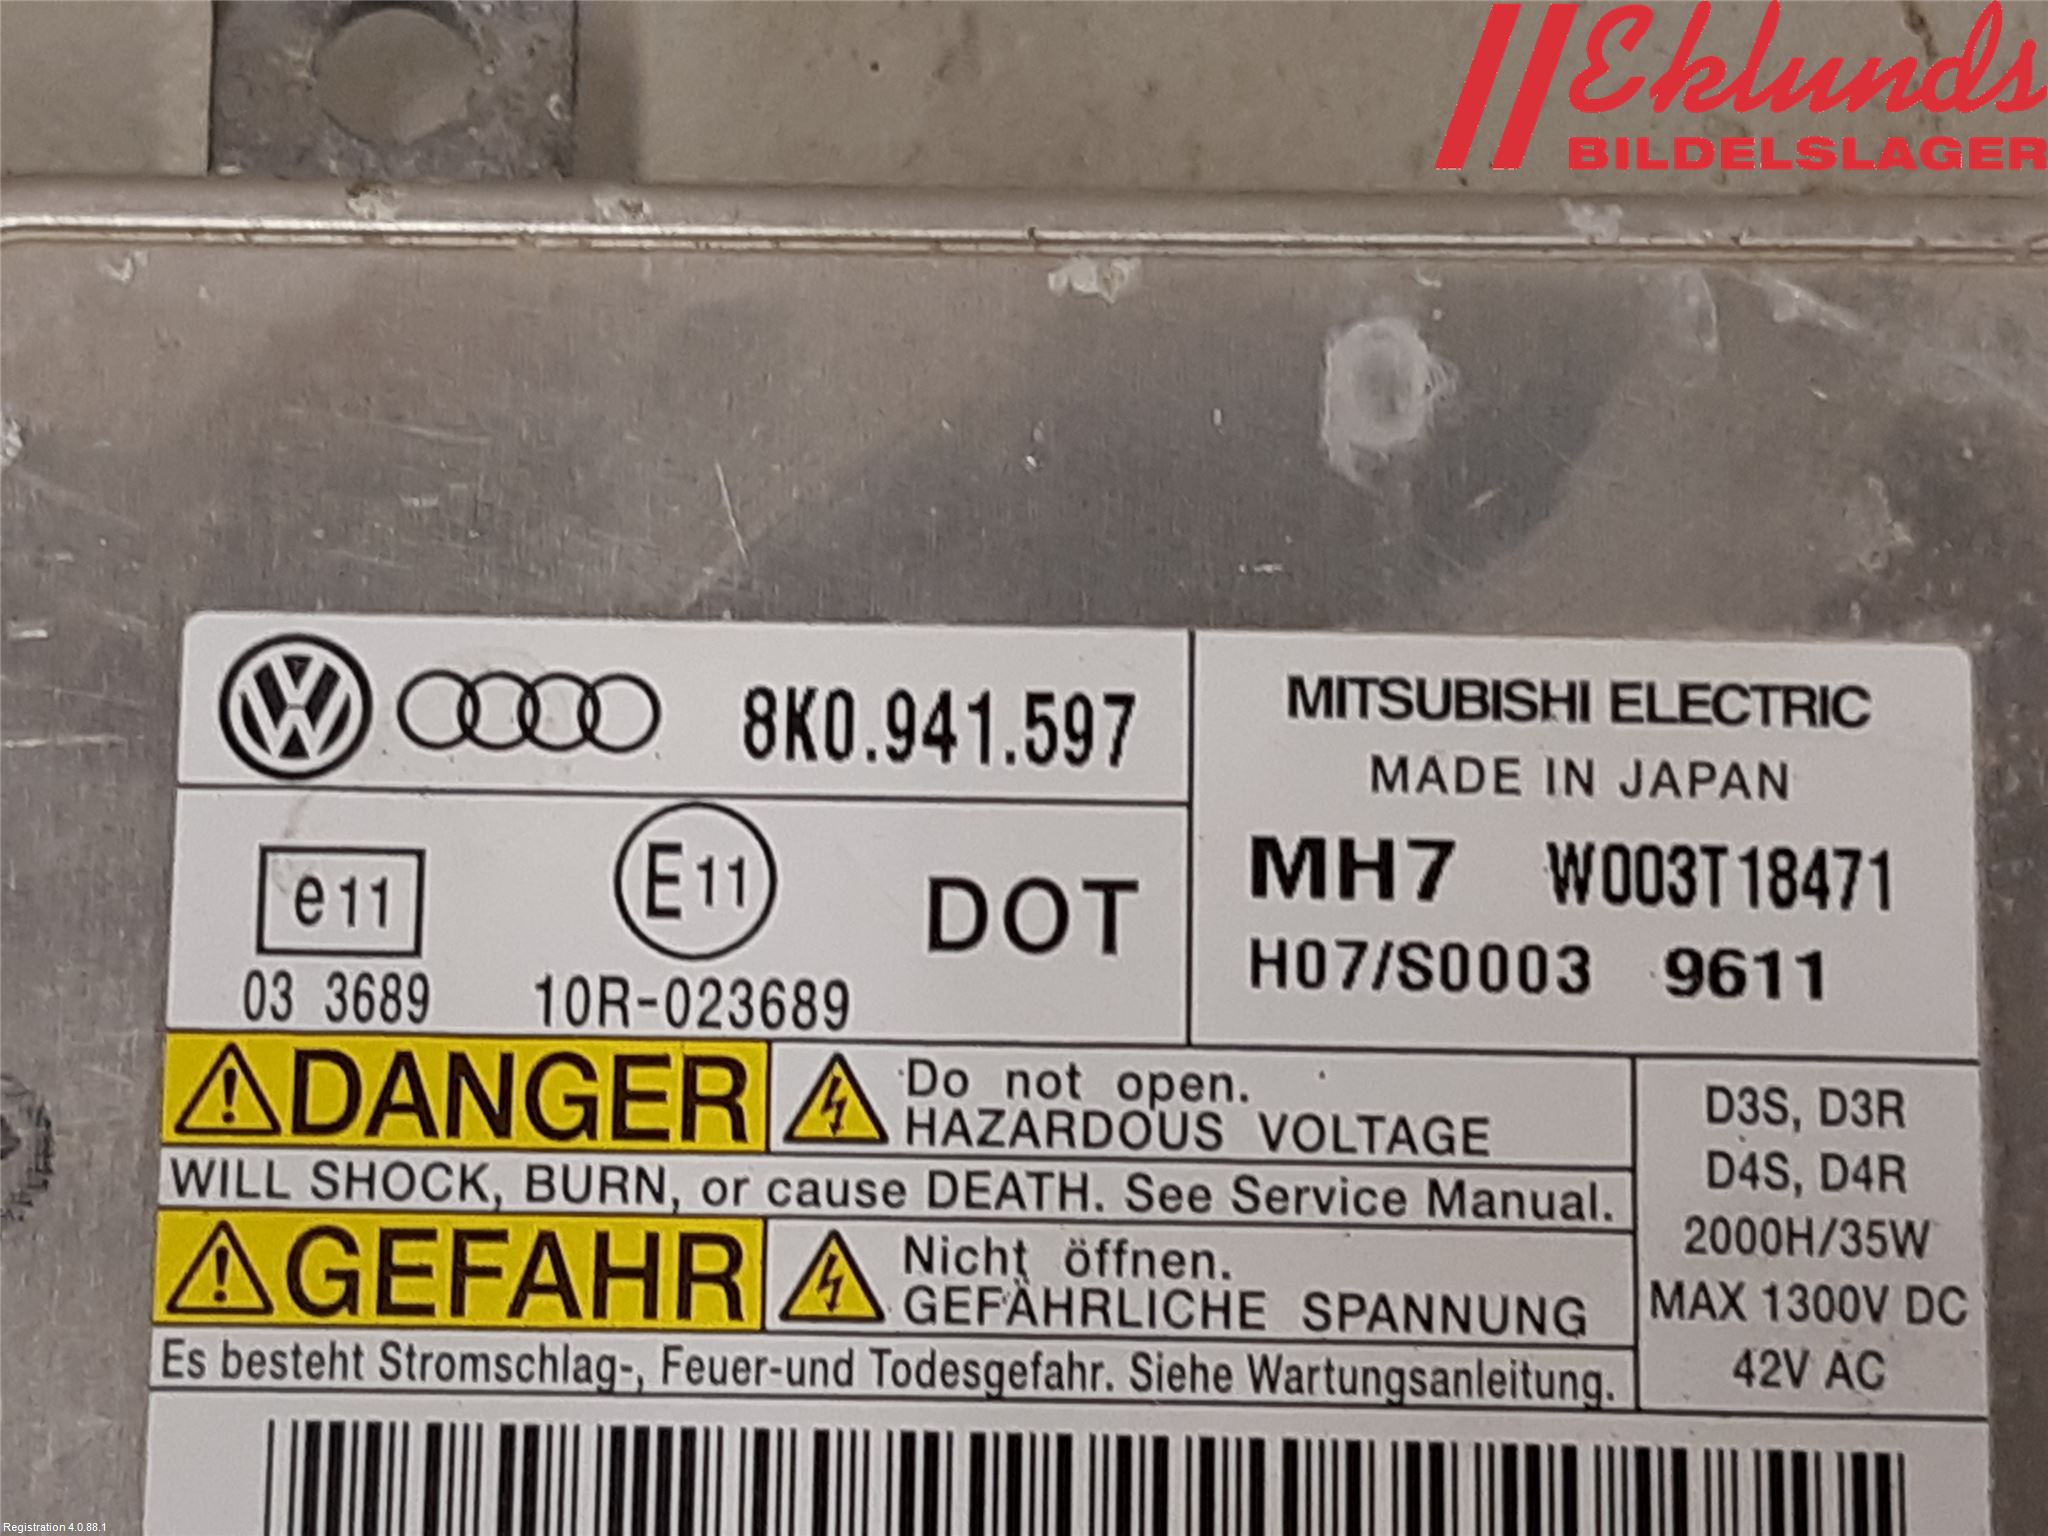 Eklunds
BILDELSLAGER
8K0.941.597
MITSUBISHI ELECTRIC
MADE IN JAPAN
MH7 W003T18471
H07/S0003 9611
e11
E11
DOT
03 3689
10R-023689
DANGER
Do not open.
HAZARDOUS VOLTAGE
WILL SHOCK, BURN, or cause DEATH. See Service Manual.
GEFAHR
Nicht öffnen.
GEFÄHRLICHE SPANNUNG
Es besteht Stromschlag-, Feuer-und Todesgefahr. Siehe Wartungsanleitung.
D3S, D3R
D4S, D4R
2000H/35W
MAX 1300V DC
42V AC
Registration 4.0.88.1